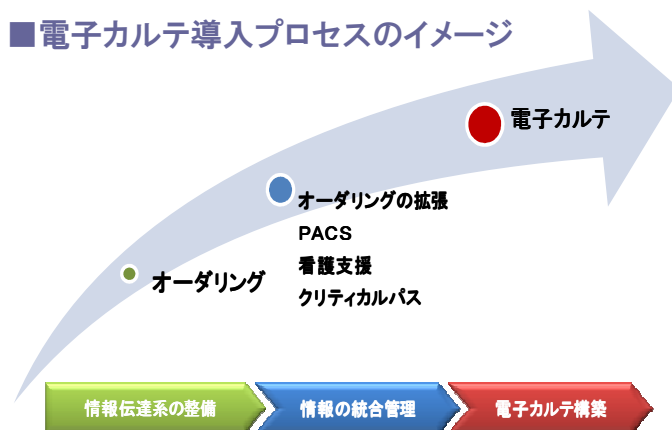 ■電子カルテ導入プロセスのイメージ
電子カルテ
オーダリングの拡張
PACS
看護支援
クリティカルパス
オーダリング
情報伝達系の整備
情報の統合管理
電子カルテ構築